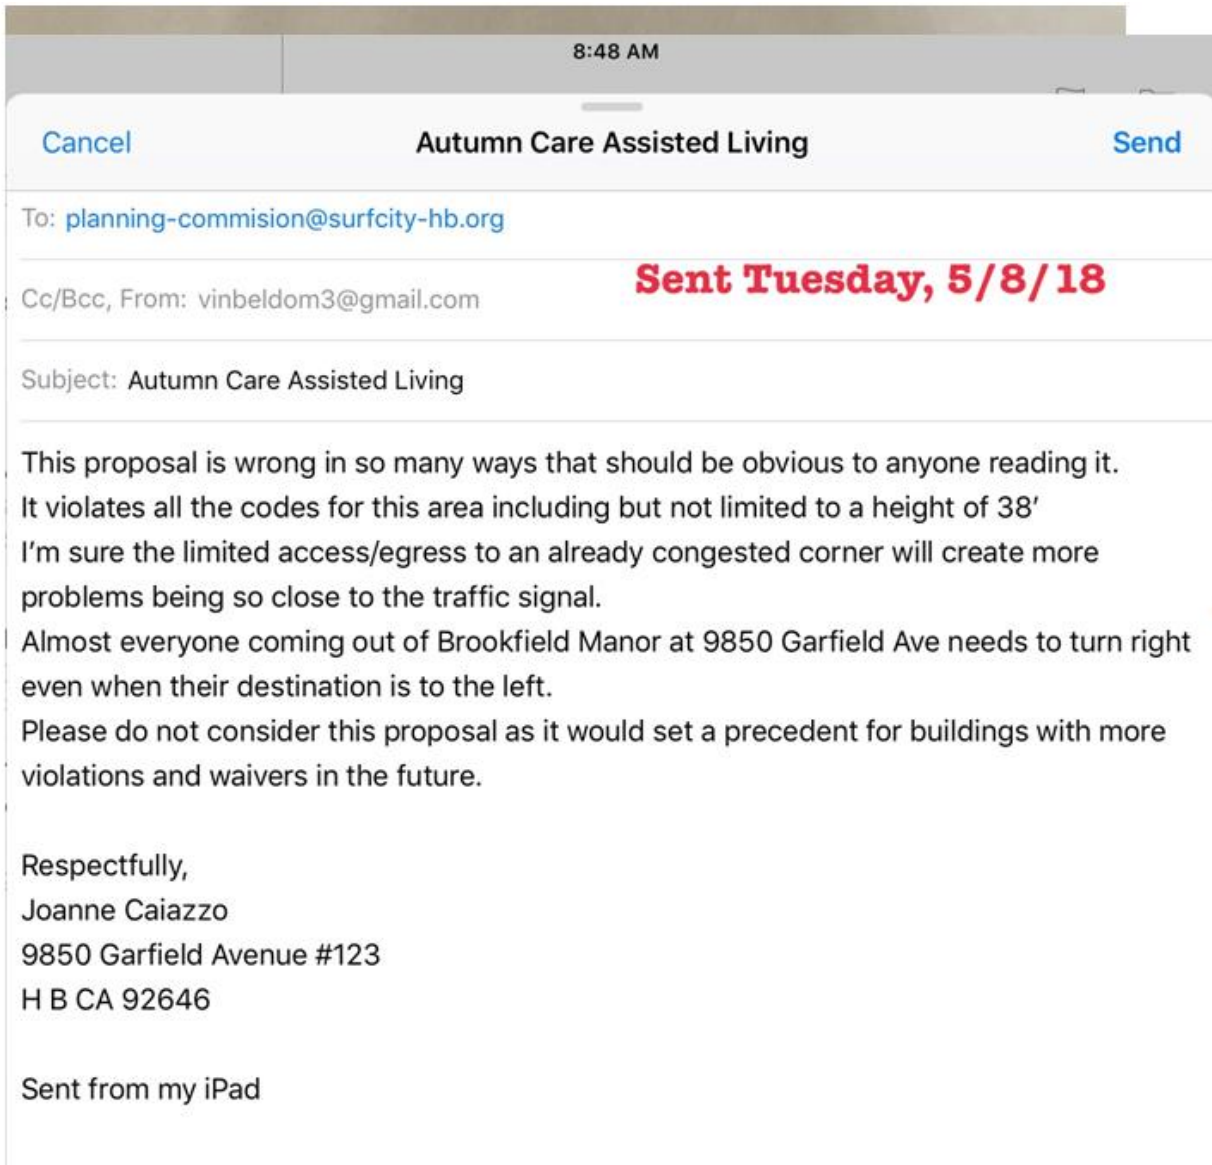 8:48 AM
Cancel Autumn Care Assisted Living Send
To: planning-commision@surfcity-hb.org
Sent Tuesday, 5/8/18
Cc/Bcc, From: vinbeldom3@gmail.com
Subject: Autumn Care Assisted Living
This proposal is wrong in so many ways that should be obvious to anyone reading it.
It violates all the codes for this area including but not limited to a height of 38’
I’m sure the limited access/egress to an already congested corner will create more
problems being so close to the traffic signal.
Almost everyone coming out of Brookfield Manor at 9850 Garfield Ave needs to turn right
even when their destination is to the left.
Please do not consider this proposal as it would set a precedent for buildings with more
violations and waivers in the future.
Respectfully,
Joanne Caiazzo
9850 Garfield Avenue #123
H B CA 92646
Sent from my iPad